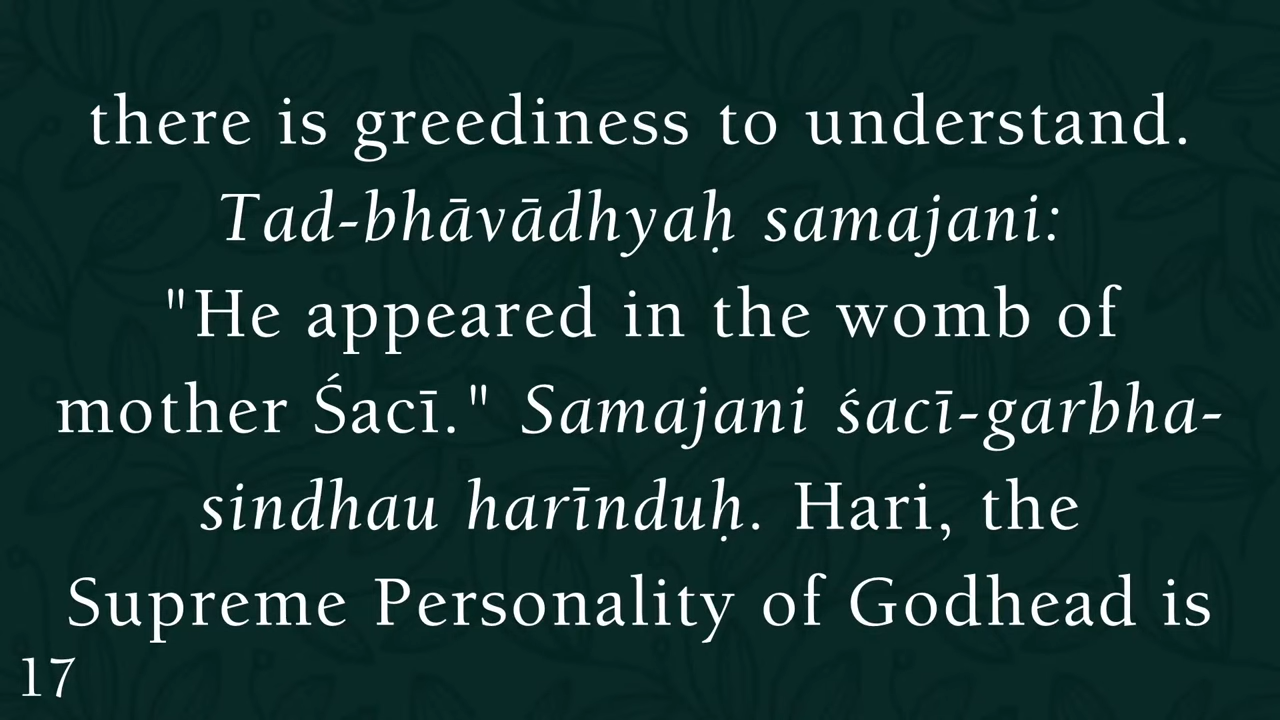 there is greediness to understand.
Tad-bhāvādhyaḥ samajani:
"He appeared in the womb of
mother Śacī." Samajani śacī-garbha-
sindhau harīnduḥ. Hari, the
Supreme Personality of Godhead is
17